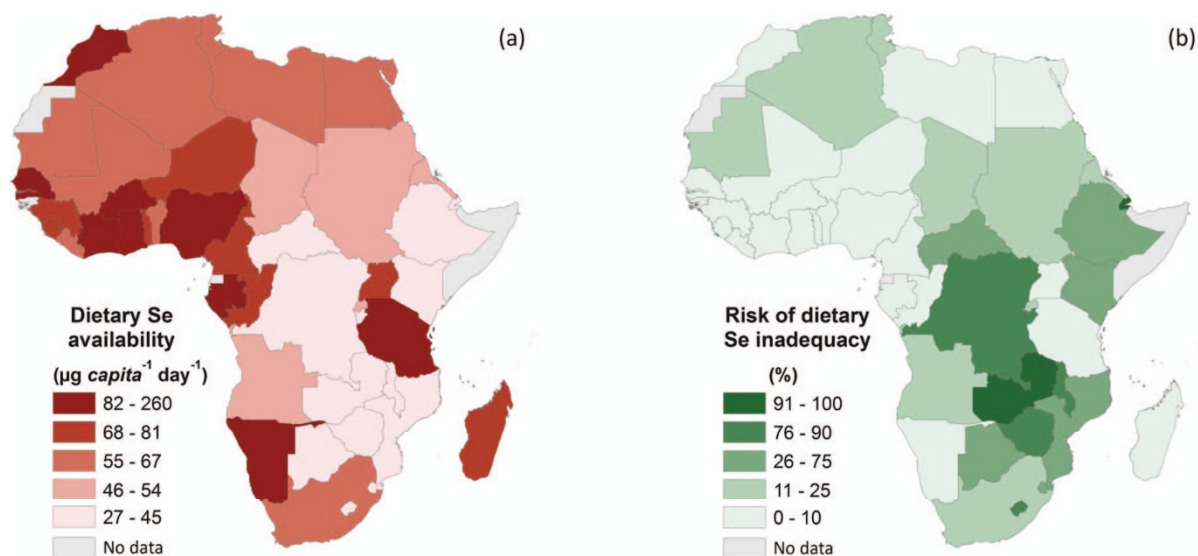 (a)
Dietary Se
availability
(µg capita⁻¹ day⁻¹)
82 - 260
68 - 81
55 - 67
46 - 54
27 - 45
No data
(b)
Risk of dietary
Se inadequacy
(%)
91 - 100
76 - 90
26 - 75
11 - 25
0 - 10
No data